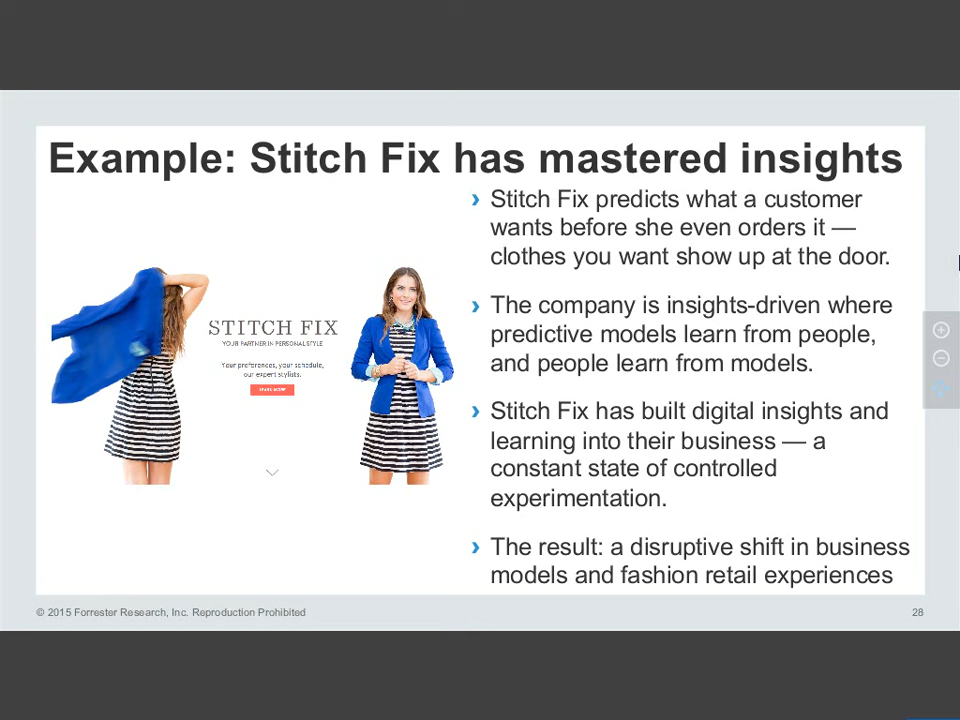 Example: Stitch Fix has mastered insights
STITCH FIX
YOUR PARTNER IN PERSONAL STYLE
Your preferences, your schedule,
our expert stylists.
LEARN MORE
› Stitch Fix predicts what a customer
wants before she even orders it —
clothes you want show up at the door.
› The company is insights-driven where
predictive models learn from people,
and people learn from models.
› Stitch Fix has built digital insights and
learning into their business — a
constant state of controlled
experimentation.
› The result: a disruptive shift in business
models and fashion retail experiences
© 2015 Forrester Research, Inc. Reproduction Prohibited
28